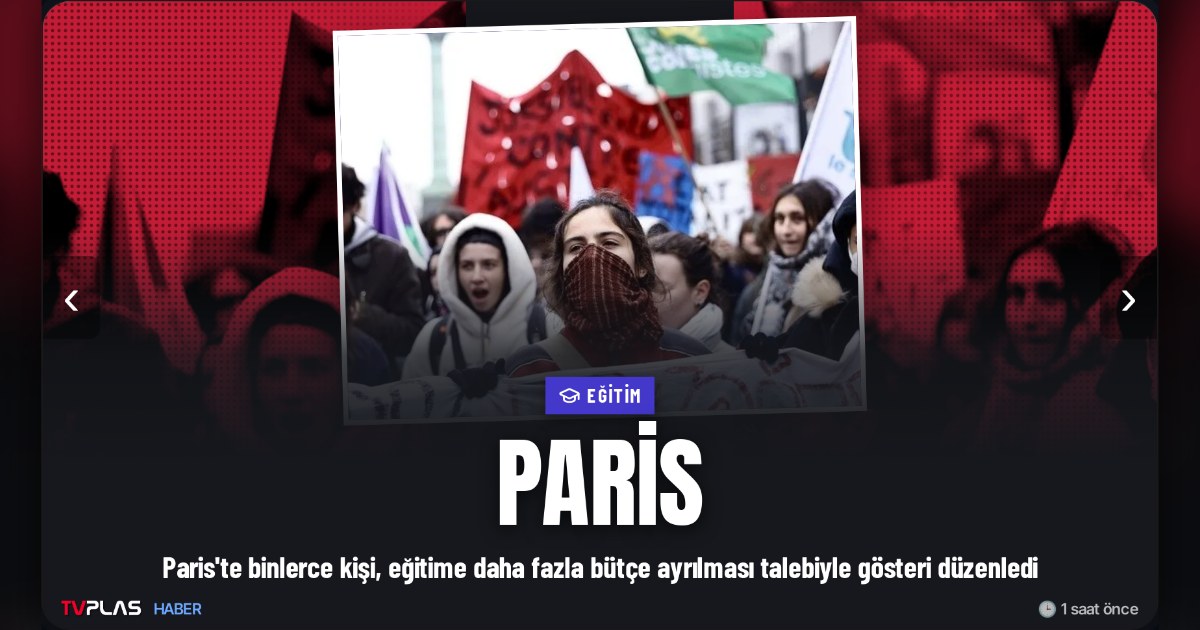 EĞİTİM
PARİS
Paris'te binlerce kişi, eğitime daha fazla bütçe ayrılması talebiyle gösteri düzenledi
TVPLAS HABER
1 saat önce